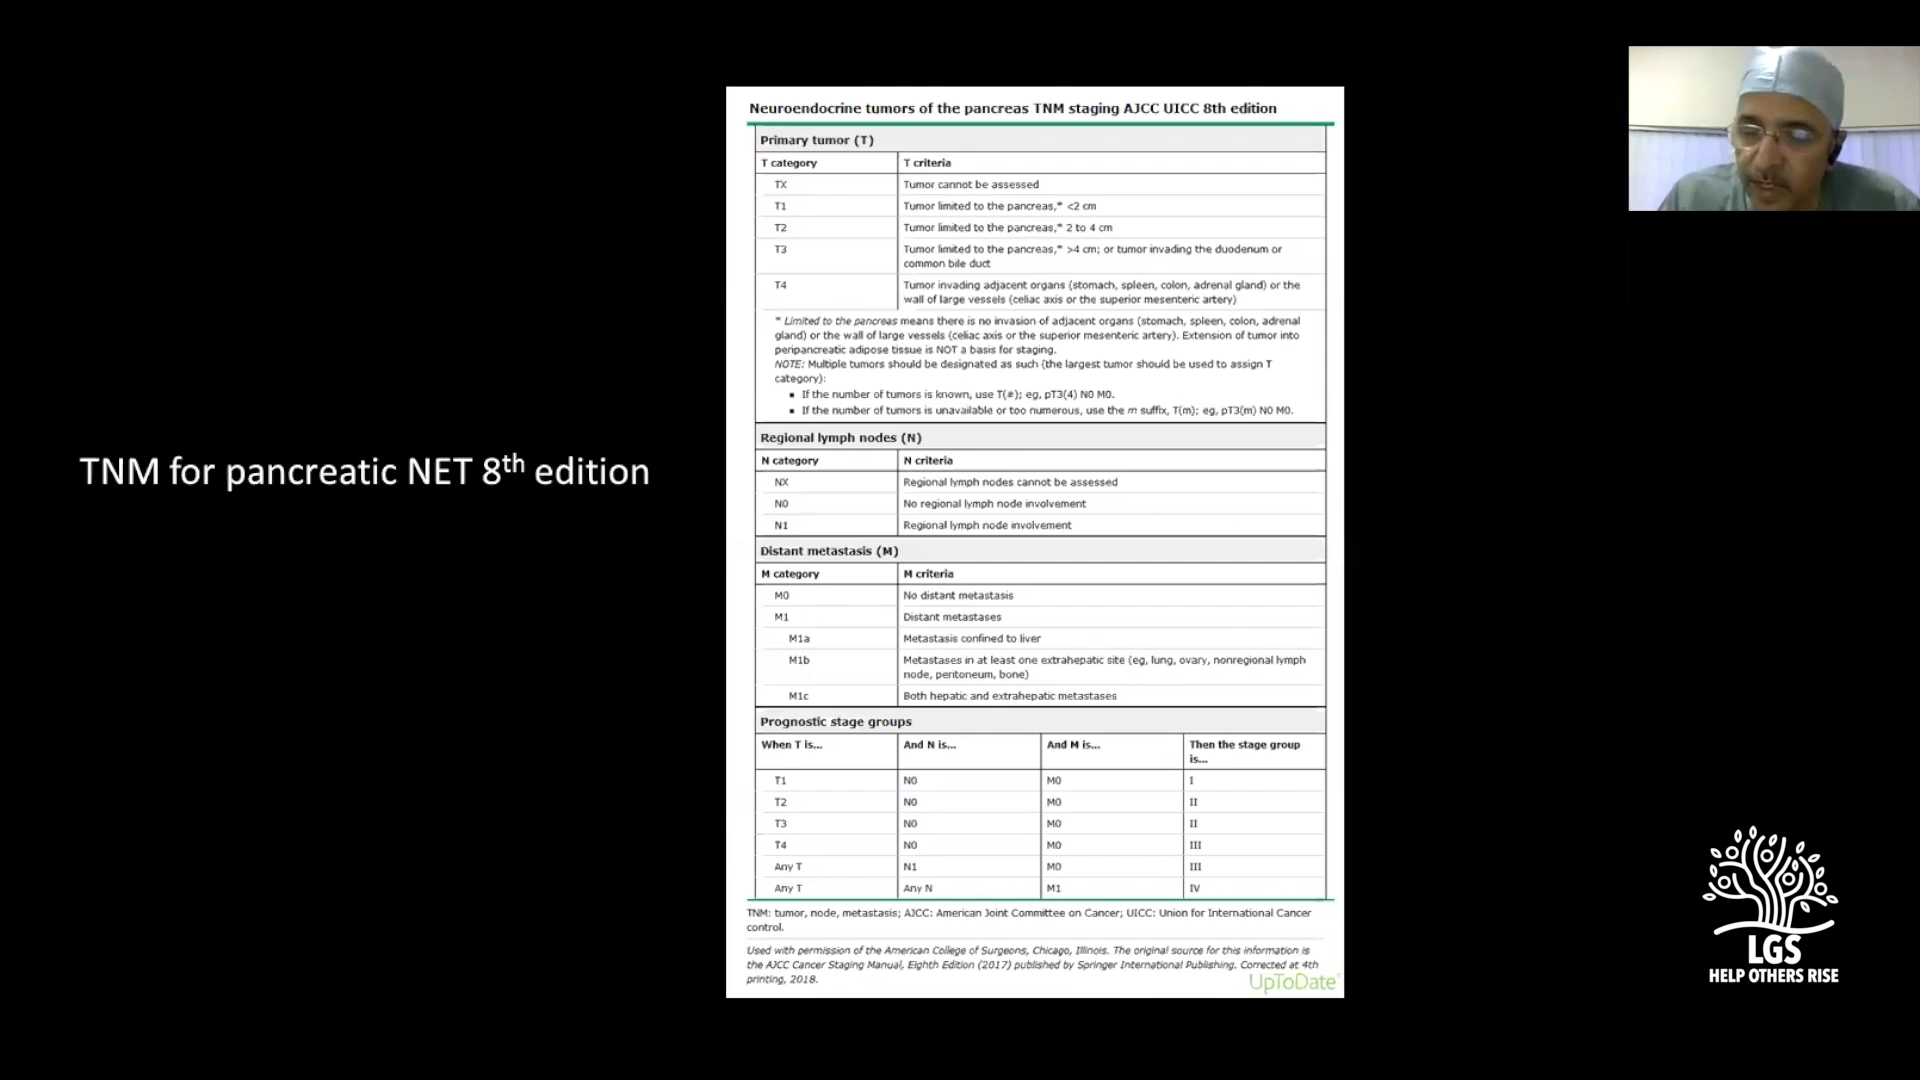 Neuroendocrine tumors of the pancreas TNM staging AJCC UICC 8th edition
Primary tumor (T)
T category T criteria
TX Tumor cannot be assessed
T1 Tumor limited to the pancreas,* <2 cm
T2 Tumor limited to the pancreas,* 2 to 4 cm
T3 Tumor limited to the pancreas,* >4 cm; or tumor invading the duodenum or
common bile duct
T4 Tumor invading adjacent organs (stomach, spleen, colon, adrenal gland) or the
wall of large vessels (celiac axis or the superior mesenteric artery)
* Limited to the pancreas means there is no invasion of adjacent organs (stomach, spleen, colon, adrenal
gland) or the wall of large vessels (celiac axis or the superior mesenteric artery). Extension of tumor into
peripancreatic adipose tissue is NOT a basis for staging.
NOTE: Multiple tumors should be designated as such (the largest tumor should be used to assign T
category):
▪ If the number of tumors is known, use T(#); eg, pT3(4) N0 M0.
▪ If the number of tumors is unavailable or too numerous, use the m suffix, T(m); eg, pT3(m) N0 M0.
Regional lymph nodes (N)
N category N criteria
NX Regional lymph nodes cannot be assessed
N0 No regional lymph node involvement
N1 Regional lymph node involvement
Distant metastasis (M)
M category M criteria
M0 No distant metastasis
M1 Distant metastases
M1a Metastasis confined to liver
M1b Metastases in at least one extrahepatic site (eg, lung, ovary, nonregional lymph
node, peritoneum, bone)
M1c Both hepatic and extrahepatic metastases
Prognostic stage groups
When T is... And N is... And M is... Then the stage group
is...
T1 N0 M0 I
T2 N0 M0 II
T3 N0 M0 II
T4 N0 M0 III
Any T N1 M0 III
Any T Any N M1 IV
TNM: tumor, node, metastasis; AJCC: American Joint Committee on Cancer; UICC: Union for International Cancer
control.
Used with permission of the American College of Surgeons, Chicago, Illinois. The original source for this information is
the AJCC Cancer Staging Manual, Eighth Edition (2017) published by Springer International Publishing. Corrected at 4th
printing, 2018.
UpToDate®
TNM for pancreatic NET 8th edition
LGS
HELP OTHERS RISE